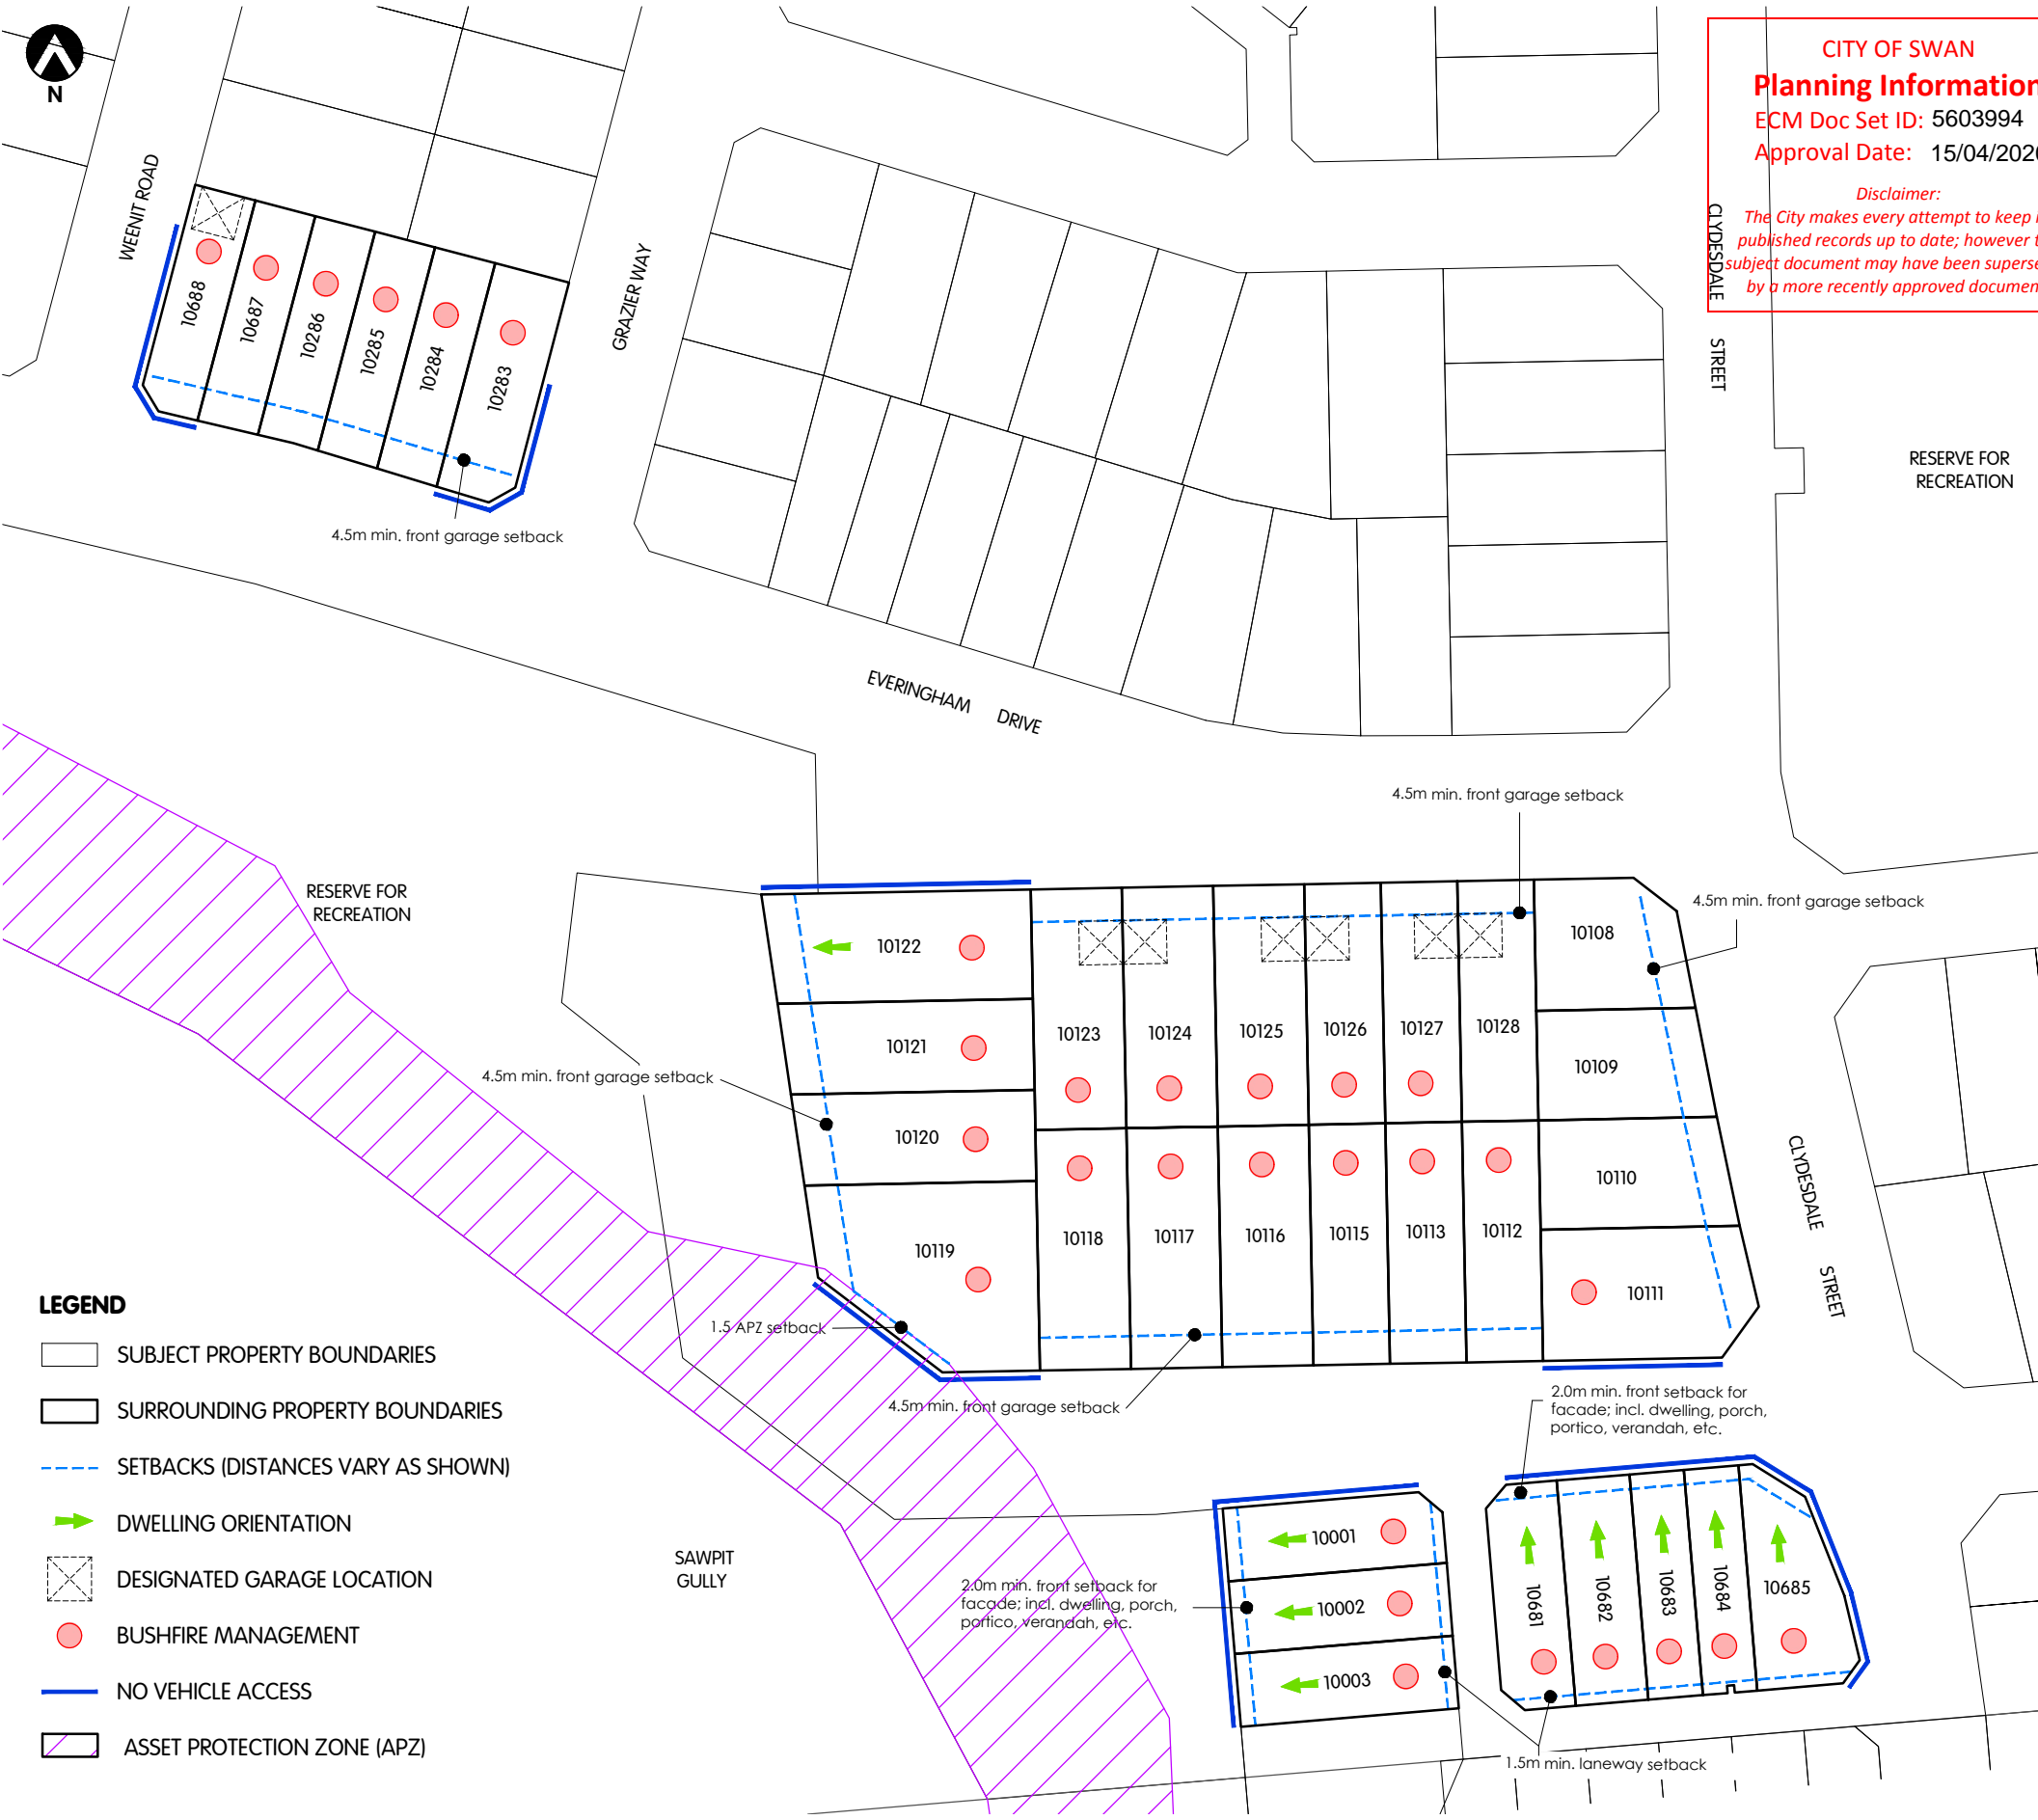 N
CITY OF SWAN
Planning Information
ECM Doc Set ID: 5603994
Approval Date: 15/04/202
Disclaimer:
The City makes every attempt to keep
published records up to date; however
subject document may have been
by a more recently approved document
WEENIT ROAD
GRAZIER WAY
CLYDESDALE STREET
10688
10687
10286
10285
10284
10283
4.5m min. front garage setback
RESERVE FOR
RECREATION
EVERINGHAM DRIVE
4.5m min. front garage setback
4.5m min. front garage setback
RESERVE FOR
RECREATION
10122
10121
10120
10119
10123
10124
10125
10126
10127
10128
10108
10109
10110
10111
10118
10117
10116
10115
10113
10112
4.5m min. front garage setback
CLYDESDALE STREET
1.5 APZ setback
4.5m min. front garage setback
2.0m min. front setback for
facade; incl. dwelling, porch,
portico, verandah, etc.
SAWPIT
GULLY
2.0m min. front setback for
facade; incl. dwelling, porch,
portico, verandah, etc.
10001
10002
10003
10681
10682
10683
10684
10685
1.5m min. laneway setback
LEGEND
SUBJECT PROPERTY BOUNDARIES
SURROUNDING PROPERTY BOUNDARIES
SETBACKS (DISTANCES VARY AS SHOWN)
DWELLING ORIENTATION
DESIGNATED GARAGE LOCATION
BUSHFIRE MANAGEMENT
NO VEHICLE ACCESS
ASSET PROTECTION ZONE (APZ)